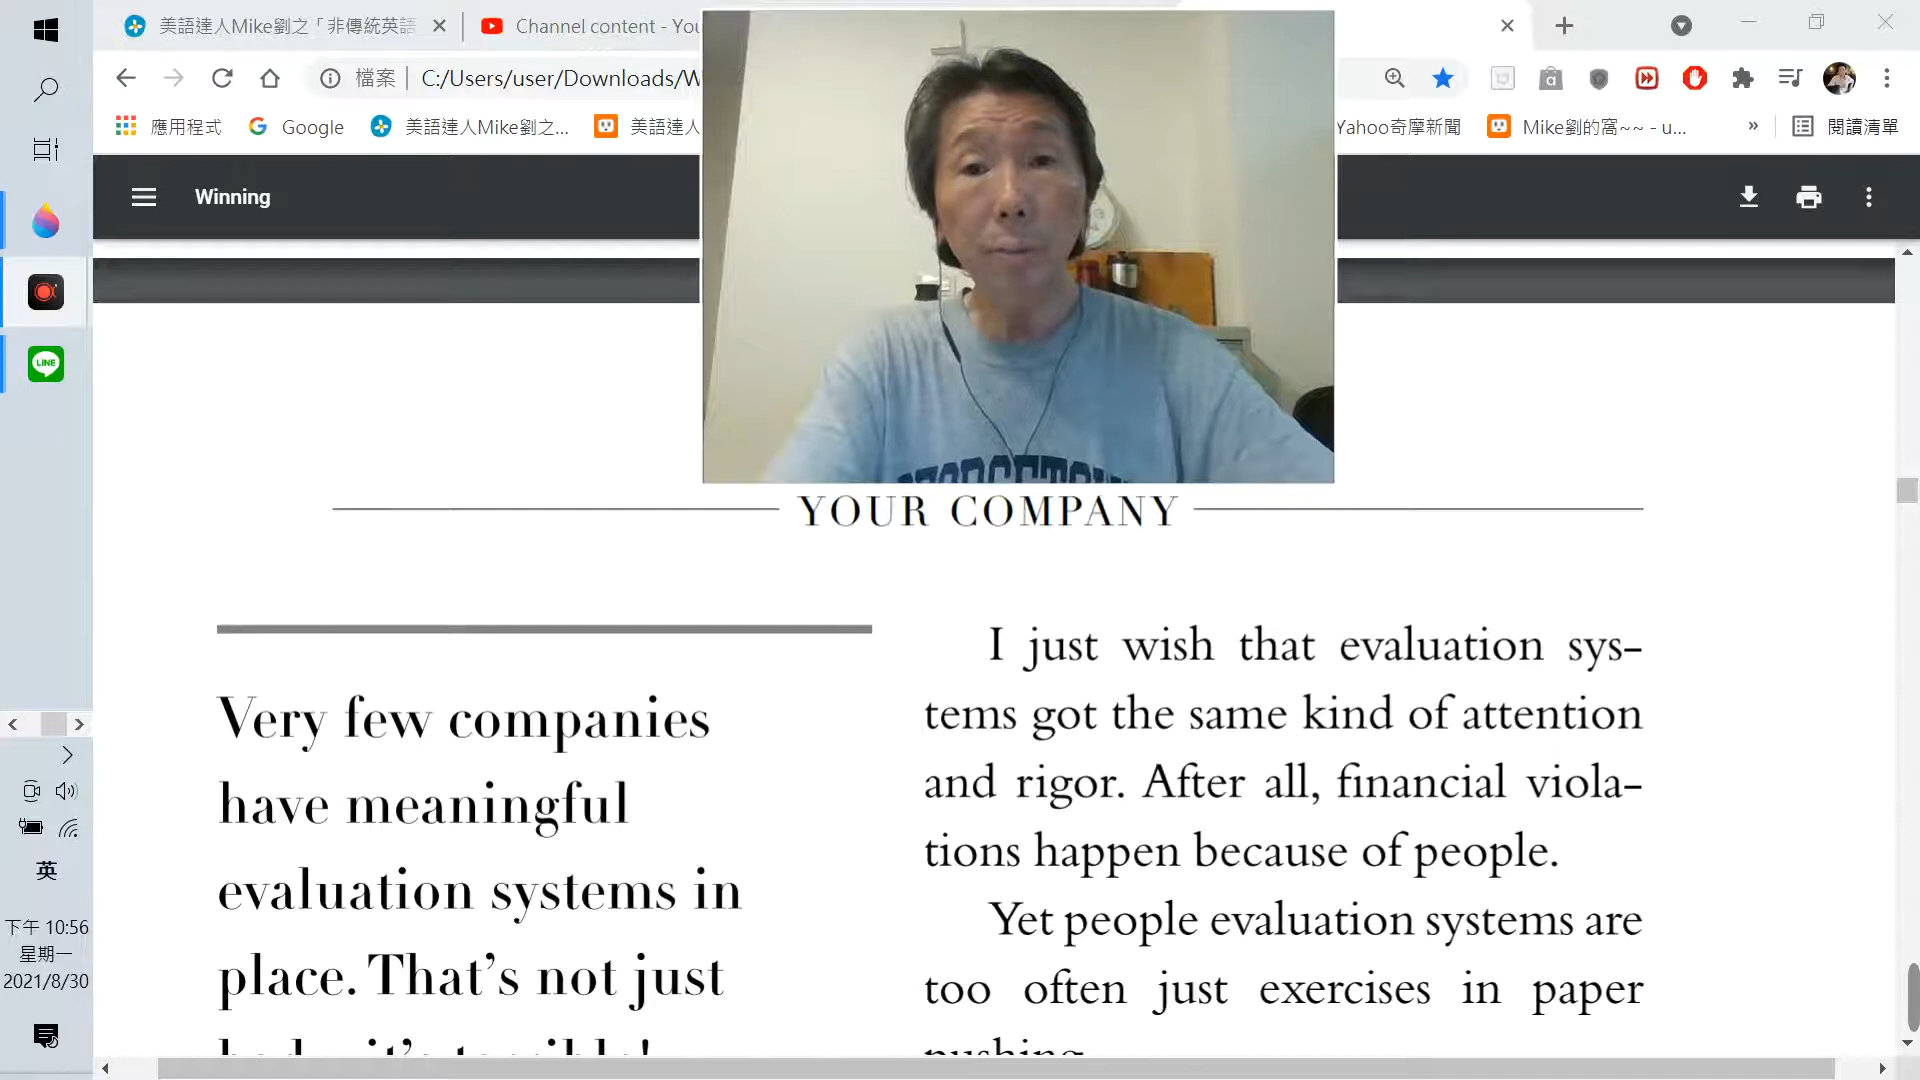 美語達人Mike劉之「非傳統英語
Channel content - You
檔案
C:/Users/user/Downloads/W
應用程式
Google
美語達人Mike劉之...
美語達人
Yahoo奇摩新聞
Mike劉的窩~~ - u...
»
閱讀清單
Winning
LINE
YOUR COMPANY
Very few companies
have meaningful
evaluation systems in
place. That's not just
I just wish that evaluation sys-
tems got the same kind of attention
and rigor. After all, financial viola-
tions happen because of people.
Yet people evaluation systems are
too often just exercises in paper
pushing.
英
下午 10:56
星期一
2021/8/30